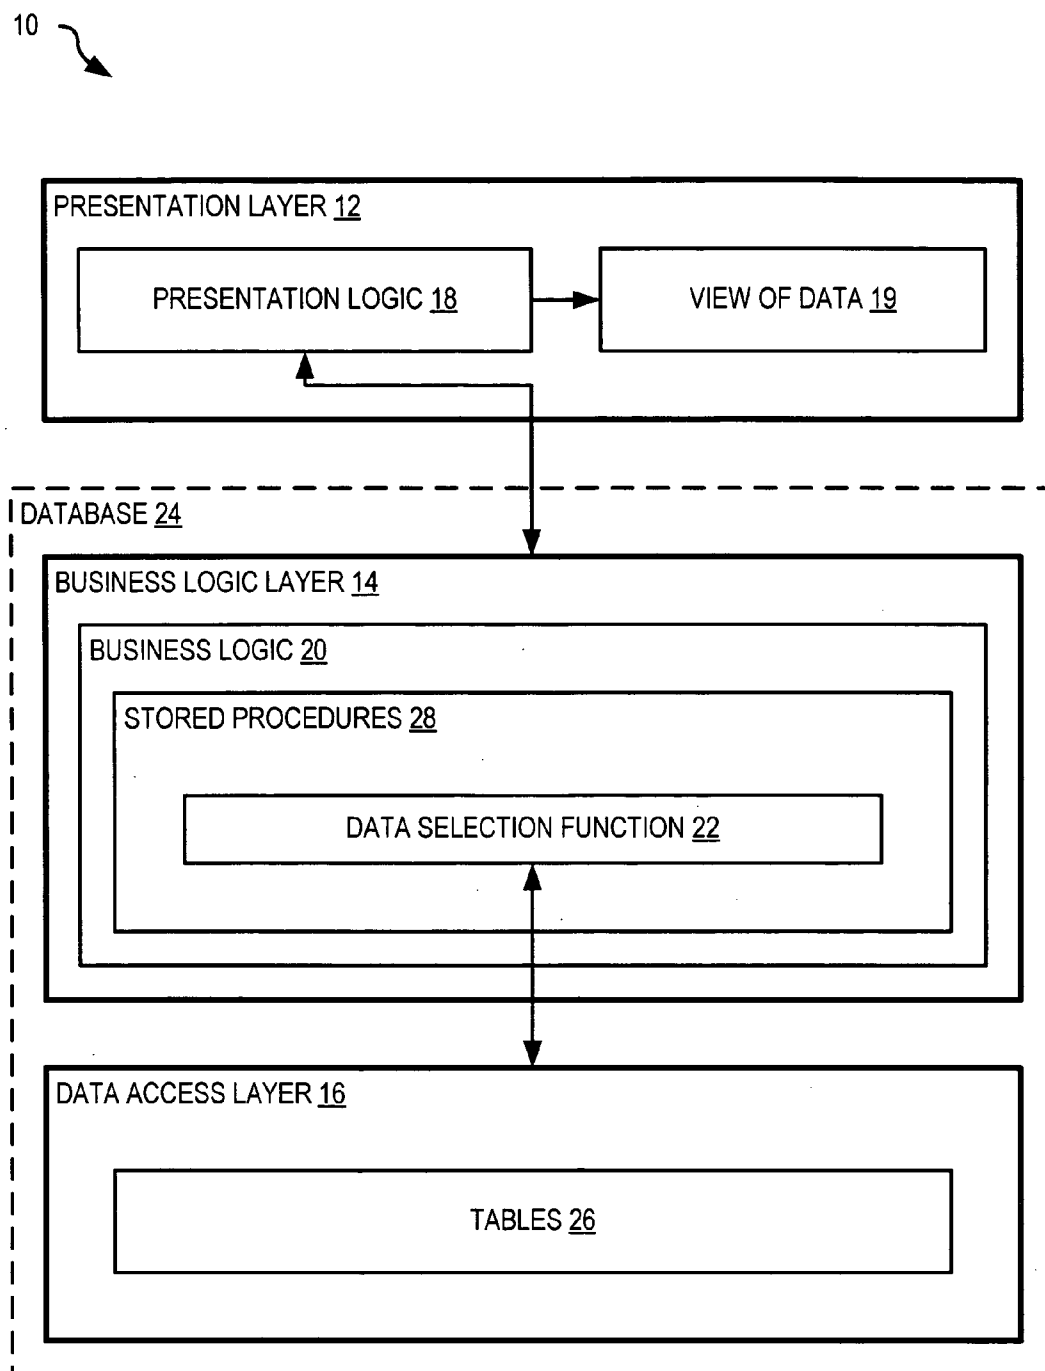 10
PRESENTATION LAYER 12
PRESENTATION LOGIC 18
VIEW OF DATA 19
DATABASE 24
BUSINESS LOGIC LAYER 14
BUSINESS LOGIC 20
STORED PROCEDURES 28
DATA SELECTION FUNCTION 22
DATA ACCESS LAYER 16
TABLES 26